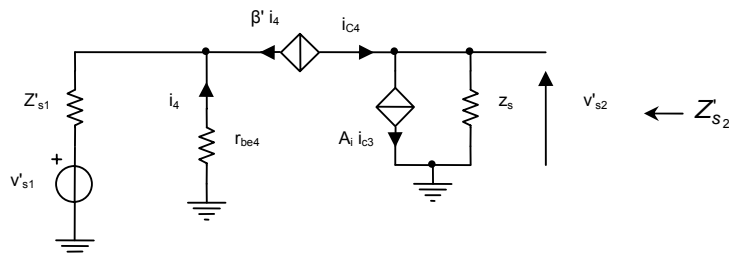 β' i4 iC4
Z's1 i4 zs v's2 Z's2
rbe4 Ai ic3
+
v's1